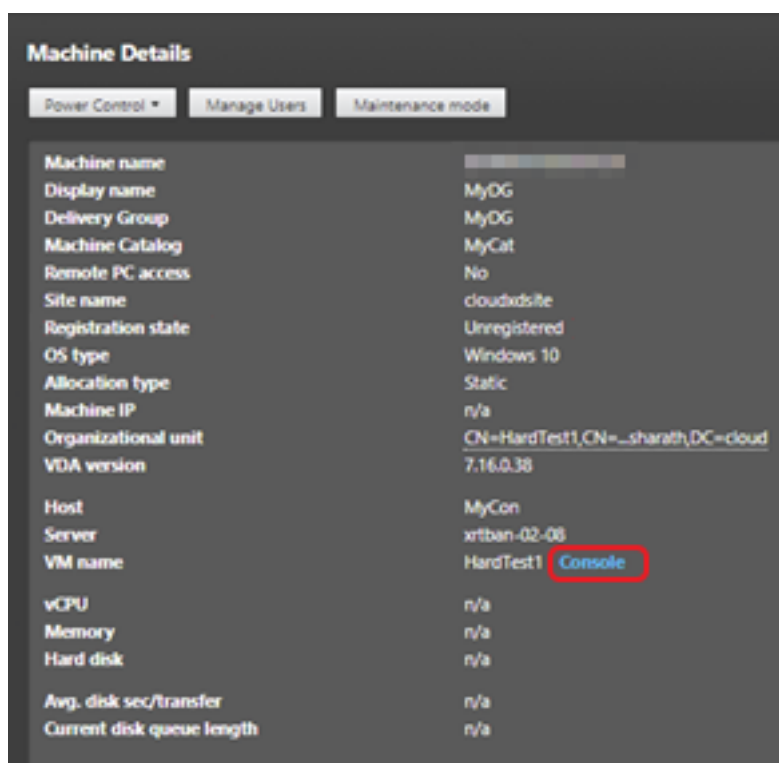 Machine Details
Power Control Manage Users Maintenance mode
Machine name
Display name MyDG
Delivery Group MyDG
Machine Catalog MyCat
Remote PC access No
Site name cloudxdsite
Registration state Unregistered
OS type Windows 10
Allocation type Static
Machine IP n/a
Organizational unit CN=HardTest1,CN=...sharath,DC=cloud
VDA version 7.16.0.38
Host MyCon
Server xrtban-02-08
VM name HardTest1 Console
vCPU n/a
Memory n/a
Hard disk n/a
Avg. disk sec/transfer n/a
Current disk queue length n/a